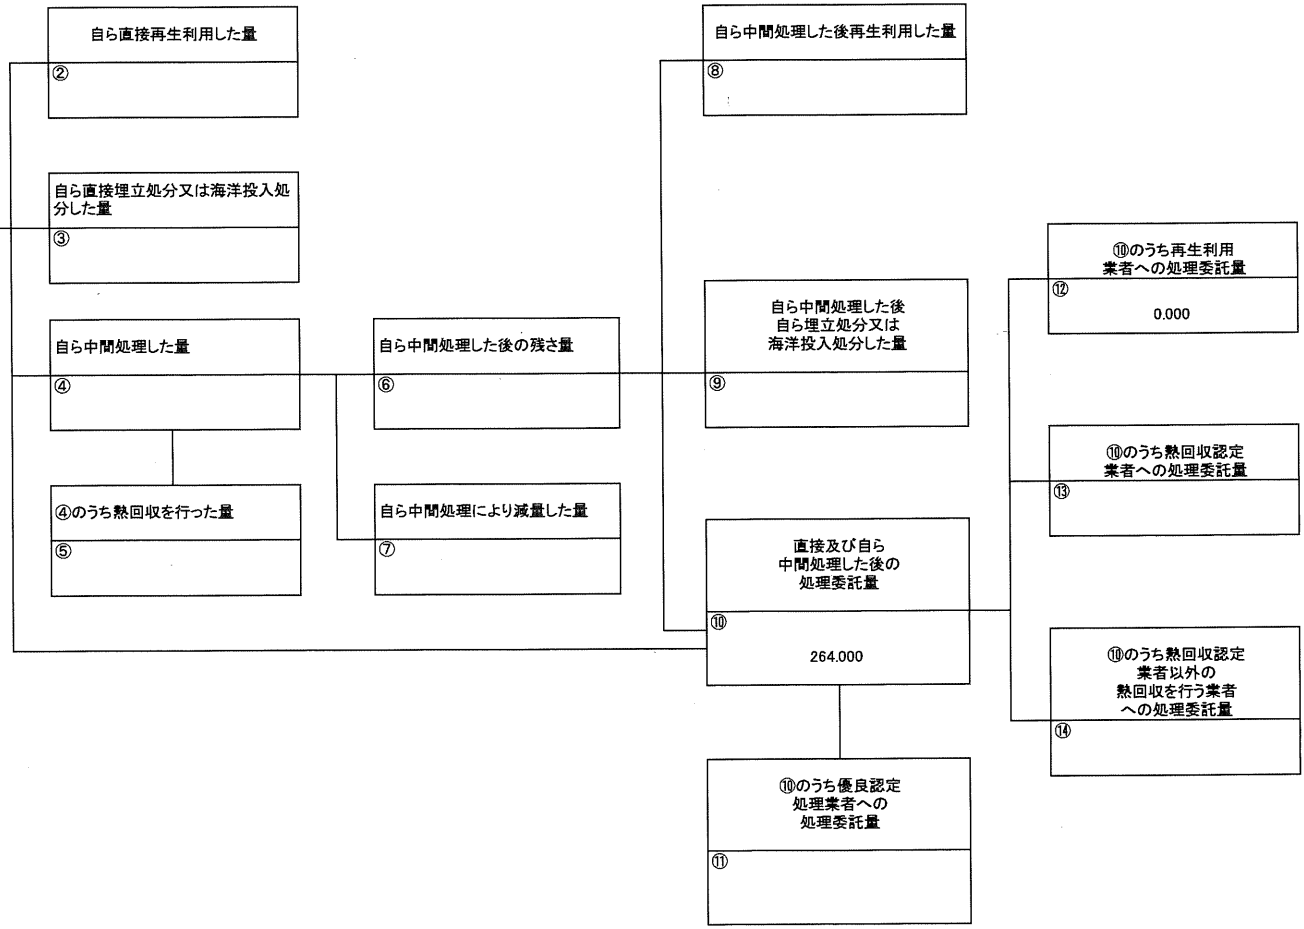 自ら直接再生利用した量
②
自ら直接埋立処分又は海洋投入処
分した量
③
自ら中間処理した量
④
④のうち熱回収を行った量
⑤
自ら中間処理した後の残さ量
⑥
自ら中間処理により減量した量
⑦
自ら中間処理した後再生利用した量
⑧
自ら中間処理した後
自ら埋立処分又は
海洋投入処分した量
⑨
直接及び自ら
中間処理した後の
処理委託量
⑩
264.000
⑩のうち優良認定
処理業者への
処理委託量
⑪
⑩のうち再生利用
業者への処理委託量
⑫
0.000
⑩のうち熱回収認定
業者への処理委託量
⑬
⑩のうち熱回収認定
業者以外の
熱回収を行う業者
への処理委託量
⑭